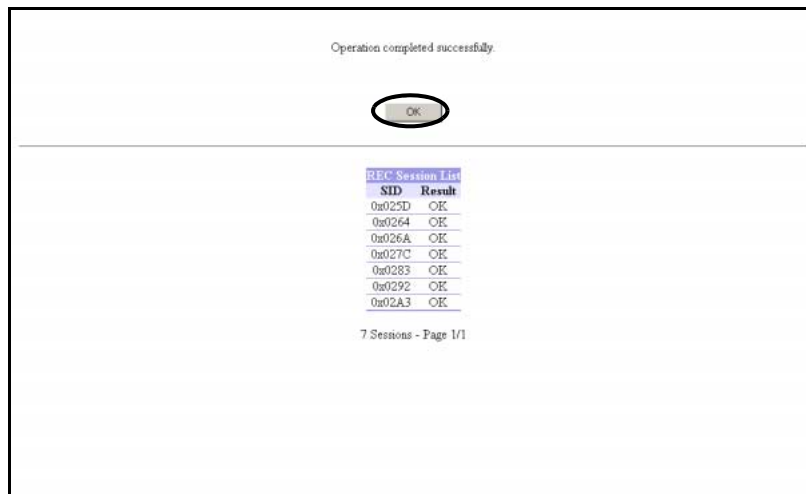 Operation completed successfully.
OK
REC Session List
SID Result
0x025D OK
0x0264 OK
0x026A OK
0x027C OK
0x0283 OK
0x0292 OK
0x02A3 OK
7 Sessions - Page 1/1